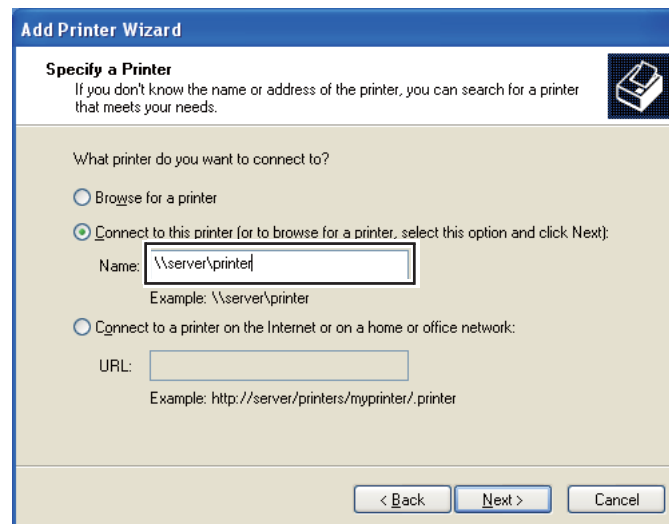 Add Printer Wizard
Specify a Printer
If you don't know the name or address of the printer, you can search for a printer
that meets your needs.
What printer do you want to connect to?
Browse for a printer
Connect to this printer (or to browse for a printer, select this option and click Next):
Name: \\server\printer
Example: \\server\printer
Connect to a printer on the Internet or on a home or office network:
URL:
Example: http://server/printers/myprinter/.printer
< Back Next > Cancel